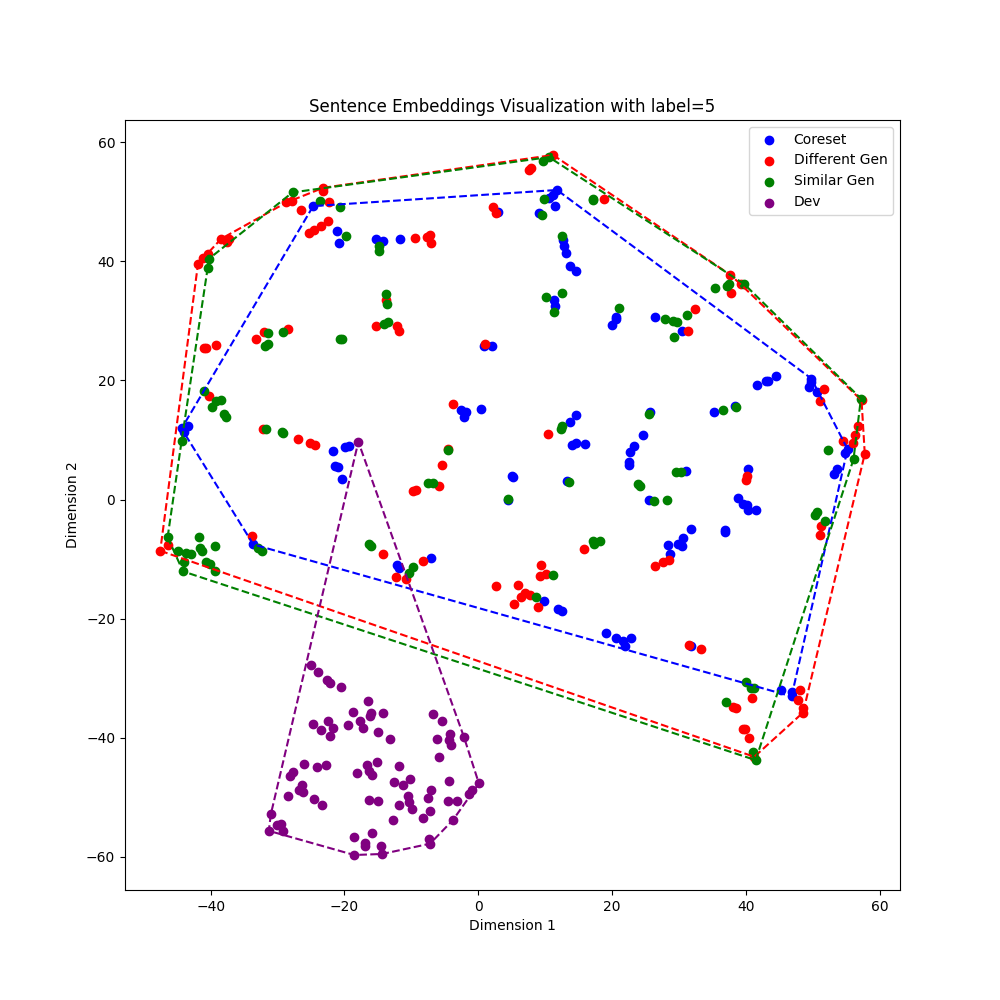 Sentence Embeddings Visualization with label=5
Coreset
Different Gen
Similar Gen
Dev
60
40
20
0
−20
−40
−60
Dimension 2
−40
−20
0
20
40
60
Dimension 1